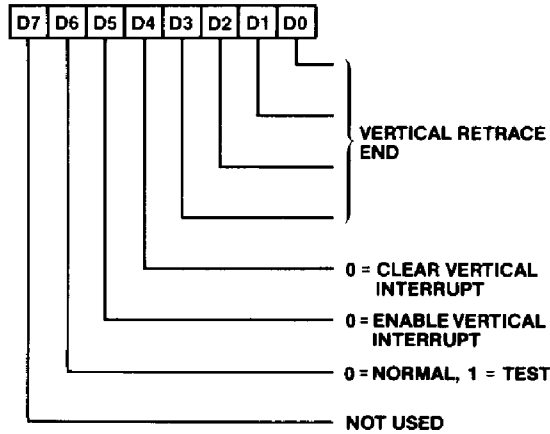 D7 D6 D5 D4 D3 D2 D1 D0
VERTICAL RETRACE
END
0 = CLEAR VERTICAL
INTERRUPT
0 = ENABLE VERTICAL
INTERRUPT
0 = NORMAL, 1 = TEST
NOT USED